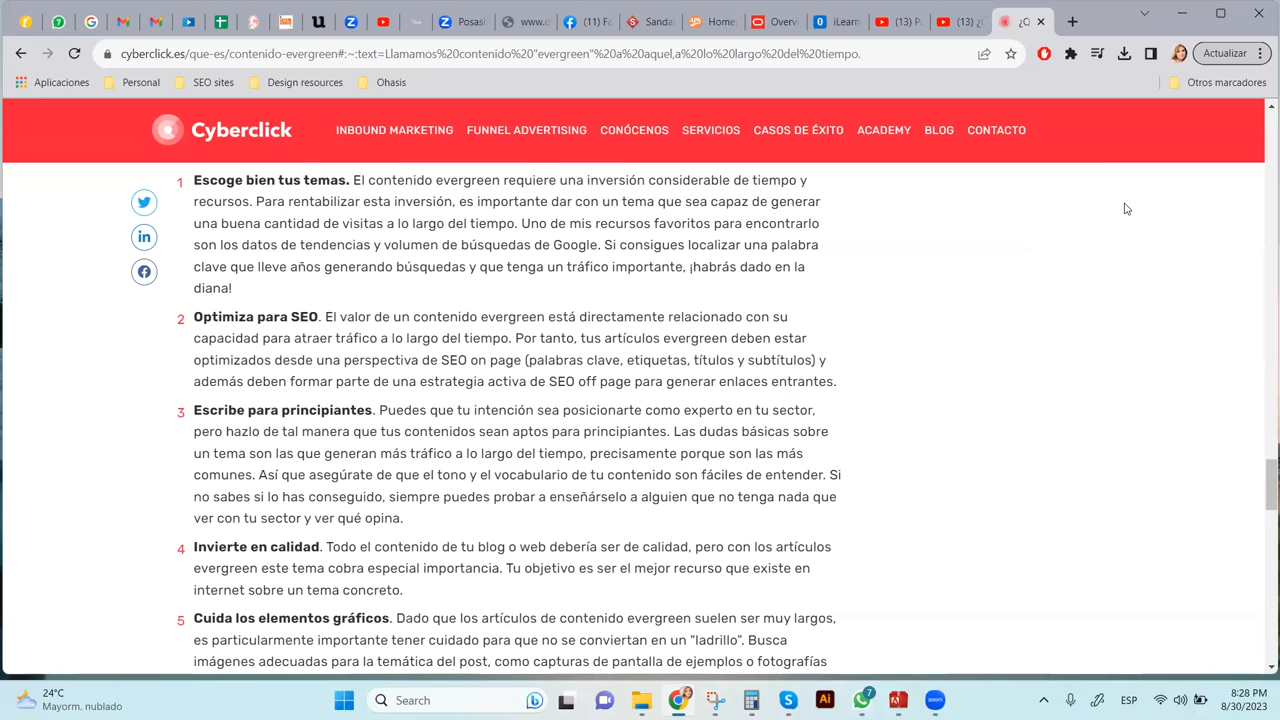 Posas
www.c
(11) Fa
Sandal
Home:
Overv
iLearn
(13) P
(13) ¿
¿Q
cyberclick.es/que-es/contenido-evergreen#:~:text=Llamamos%20contenido%20"evergreen"%20a%20aquel,a%20lo%20largo%20del%20tiempo.
Actualizar
Aplicaciones Personal SEO sites Design resources Ohasis Otros marcadores
Cyberclick INBOUND MARKETING FUNNEL ADVERTISING CONÓCENOS SERVICIOS CASOS DE ÉXITO ACADEMY BLOG CONTACTO
1 Escoge bien tus temas. El contenido evergreen requiere una inversión considerable de tiempo y
recursos. Para rentabilizar esta inversión, es importante dar con un tema que sea capaz de generar
una buena cantidad de visitas a lo largo del tiempo. Uno de mis recursos favoritos para encontrarlo
son los datos de tendencias y volumen de búsquedas de Google. Si consigues localizar una palabra
clave que lleve años generando búsquedas y que tenga un tráfico importante, ¡habrás dado en la
diana!
2 Optimiza para SEO. El valor de un contenido evergreen está directamente relacionado con su
capacidad para atraer tráfico a lo largo del tiempo. Por tanto, tus artículos evergreen deben estar
optimizados desde una perspectiva de SEO on page (palabras clave, etiquetas, títulos y subtítulos) y
además deben formar parte de una estrategia activa de SEO off page para generar enlaces entrantes.
3 Escribe para principiantes. Puedes que tu intención sea posicionarte como experto en tu sector,
pero hazlo de tal manera que tus contenidos sean aptos para principiantes. Las dudas básicas sobre
un tema son las que generan más tráfico a lo largo del tiempo, precisamente porque son las más
comunes. Así que asegúrate de que el tono y el vocabulario de tu contenido son fáciles de entender. Si
no sabes si lo has conseguido, siempre puedes probar a enseñárselo a alguien que no tenga nada que
ver con tu sector y ver qué opina.
4 Invierte en calidad. Todo el contenido de tu blog o web debería ser de calidad, pero con los artículos
evergreen este tema cobra especial importancia. Tu objetivo es ser el mejor recurso que existe en
internet sobre un tema concreto.
5 Cuida los elementos gráficos. Dado que los artículos de contenido evergreen suelen ser muy largos,
es particularmente importante tener cuidado para que no se conviertan en un "ladrillo". Busca
imágenes adecuadas para la temática del post, como capturas de pantalla de ejemplos o fotografías
24°C
Mayorm. nublado
Search
7
ESP
8:28 PM
8/30/2023